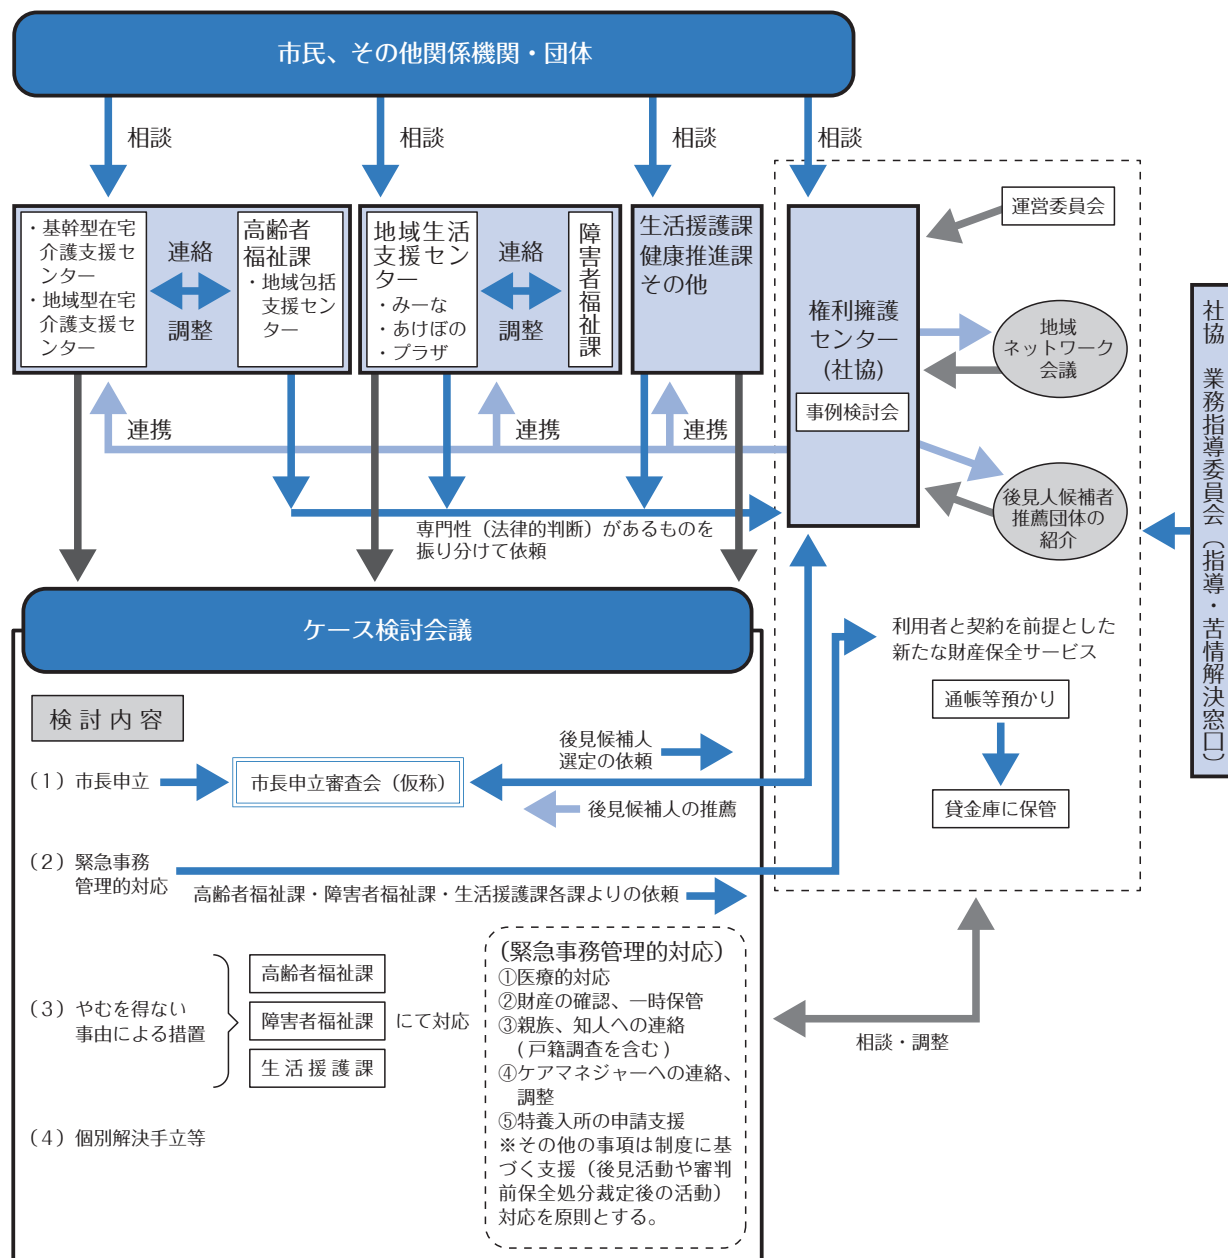 市民、その他関係機関・団体
相談
相談
相談
相談
・基幹型在宅
介護支援セ
ンター
・地域型在宅
介護支援セ
ンター
連絡
調整
高齢者
福祉課
・地域包括
支援セン
ター
地域生活
支援セン
ター
・みーな
・あけぼの
・プラザ
連絡
調整
障害者福祉課
生活援護課
健康推進課
その他
権利擁護
センター
(社協)
事例検討会
運営委員会
地域
ネットワーク
会議
後見人候補者
推薦団体の
紹介
社協 業務指導委員会（指導・苦情解決窓口）
連携
連携
連携
専門性（法律的判断）があるものを
振り分けて依頼
ケース検討会議
利用者と契約を前提とした
新たな財産保全サービス
通帳等預かり
貸金庫に保管
検討内容
（1）市長申立
市長申立審査会（仮称）
後見候補人
選定の依頼
後見候補人の推薦
（2）緊急事務
管理的対応
高齢者福祉課・障害者福祉課・生活援護課各課よりの依頼
（3）やむを得ない
事由による措置
高齢者福祉課
障害者福祉課
生活援護課
にて対応
（4）個別解決手立等
（緊急事務管理的対応）
①医療的対応
②財産の確認、一時保管
③親族、知人への連絡
(戸籍調査を含む)
④ケアマネジャーへの連絡、
調整
⑤特養入所の申請支援
※その他の事項は制度に基
づく支援（後見活動や審判
前保全処分裁定後の活動）
対応を原則とする。
相談・調整